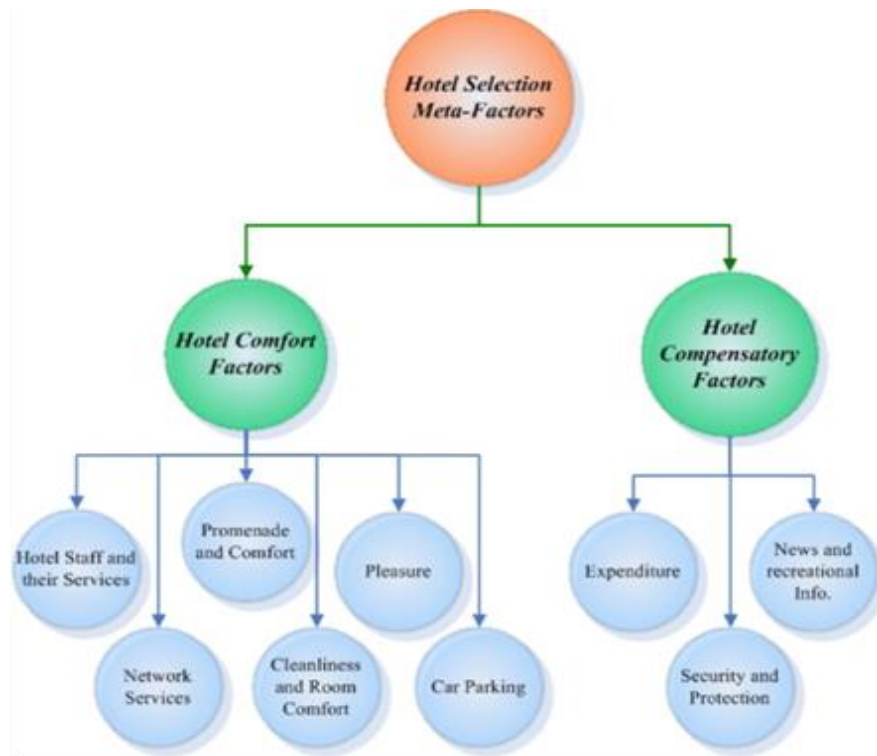 Hotel Selection
Meta-Factors
Hotel Comfort
Factors
Hotel
Compensatory
Factors
Hotel Staff and
their Services
Promenade
and Comfort
Pleasure
Expenditure
News and
recreational
Info.
Network
Services
Cleanliness
and Room
Comfort
Car Parking
Security and
Protection